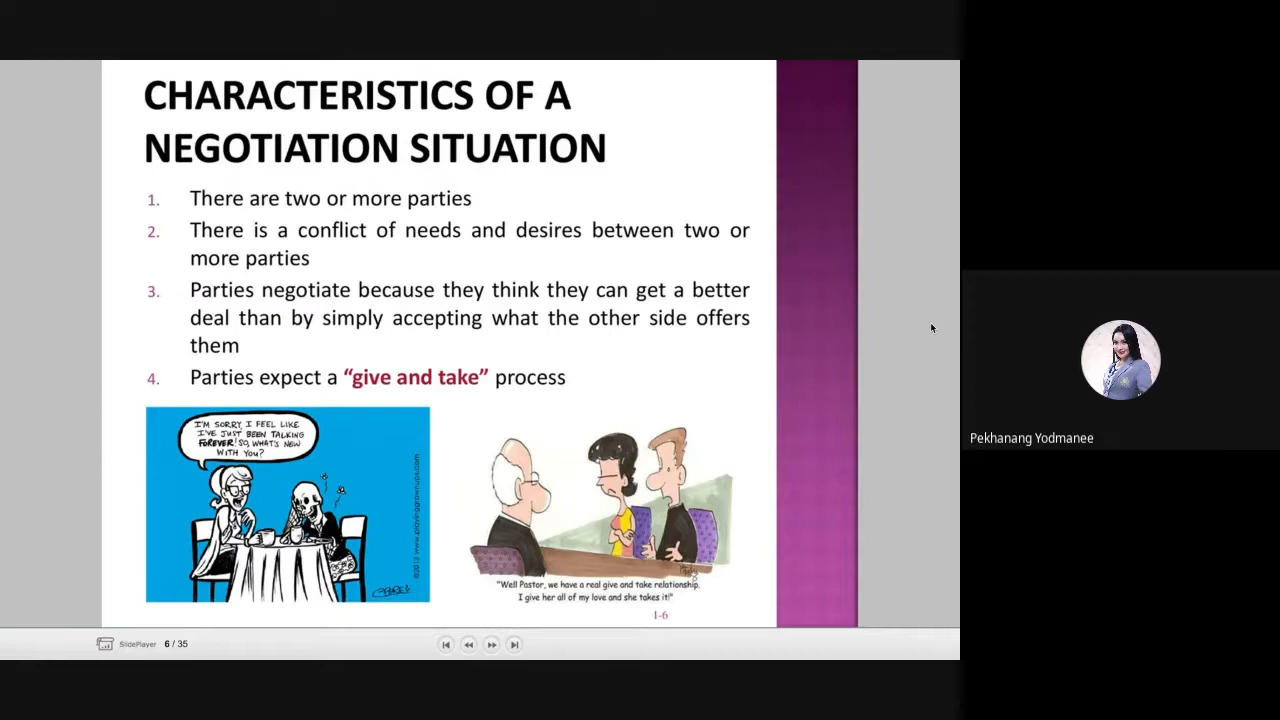 CHARACTERISTICS OF A
NEGOTIATION SITUATION
1. There are two or more parties
2. There is a conflict of needs and desires between two or
more parties
3. Parties negotiate because they think they can get a better
deal than by simply accepting what the other side offers
them
4. Parties expect a “give and take” process
I'M SORRY, I FEEL LIKE
I'VE JUST BEEN TALKING
FOREVER! SO, WHAT'S NEW
WITH YOU?
©2013 www.provinggrownups.com
"Well Pastor, we have a real give and take relationship.
I give her all of my love and she takes it!"
1-6
SlidePlayer 6 / 35
Pekhanang Yodmanee